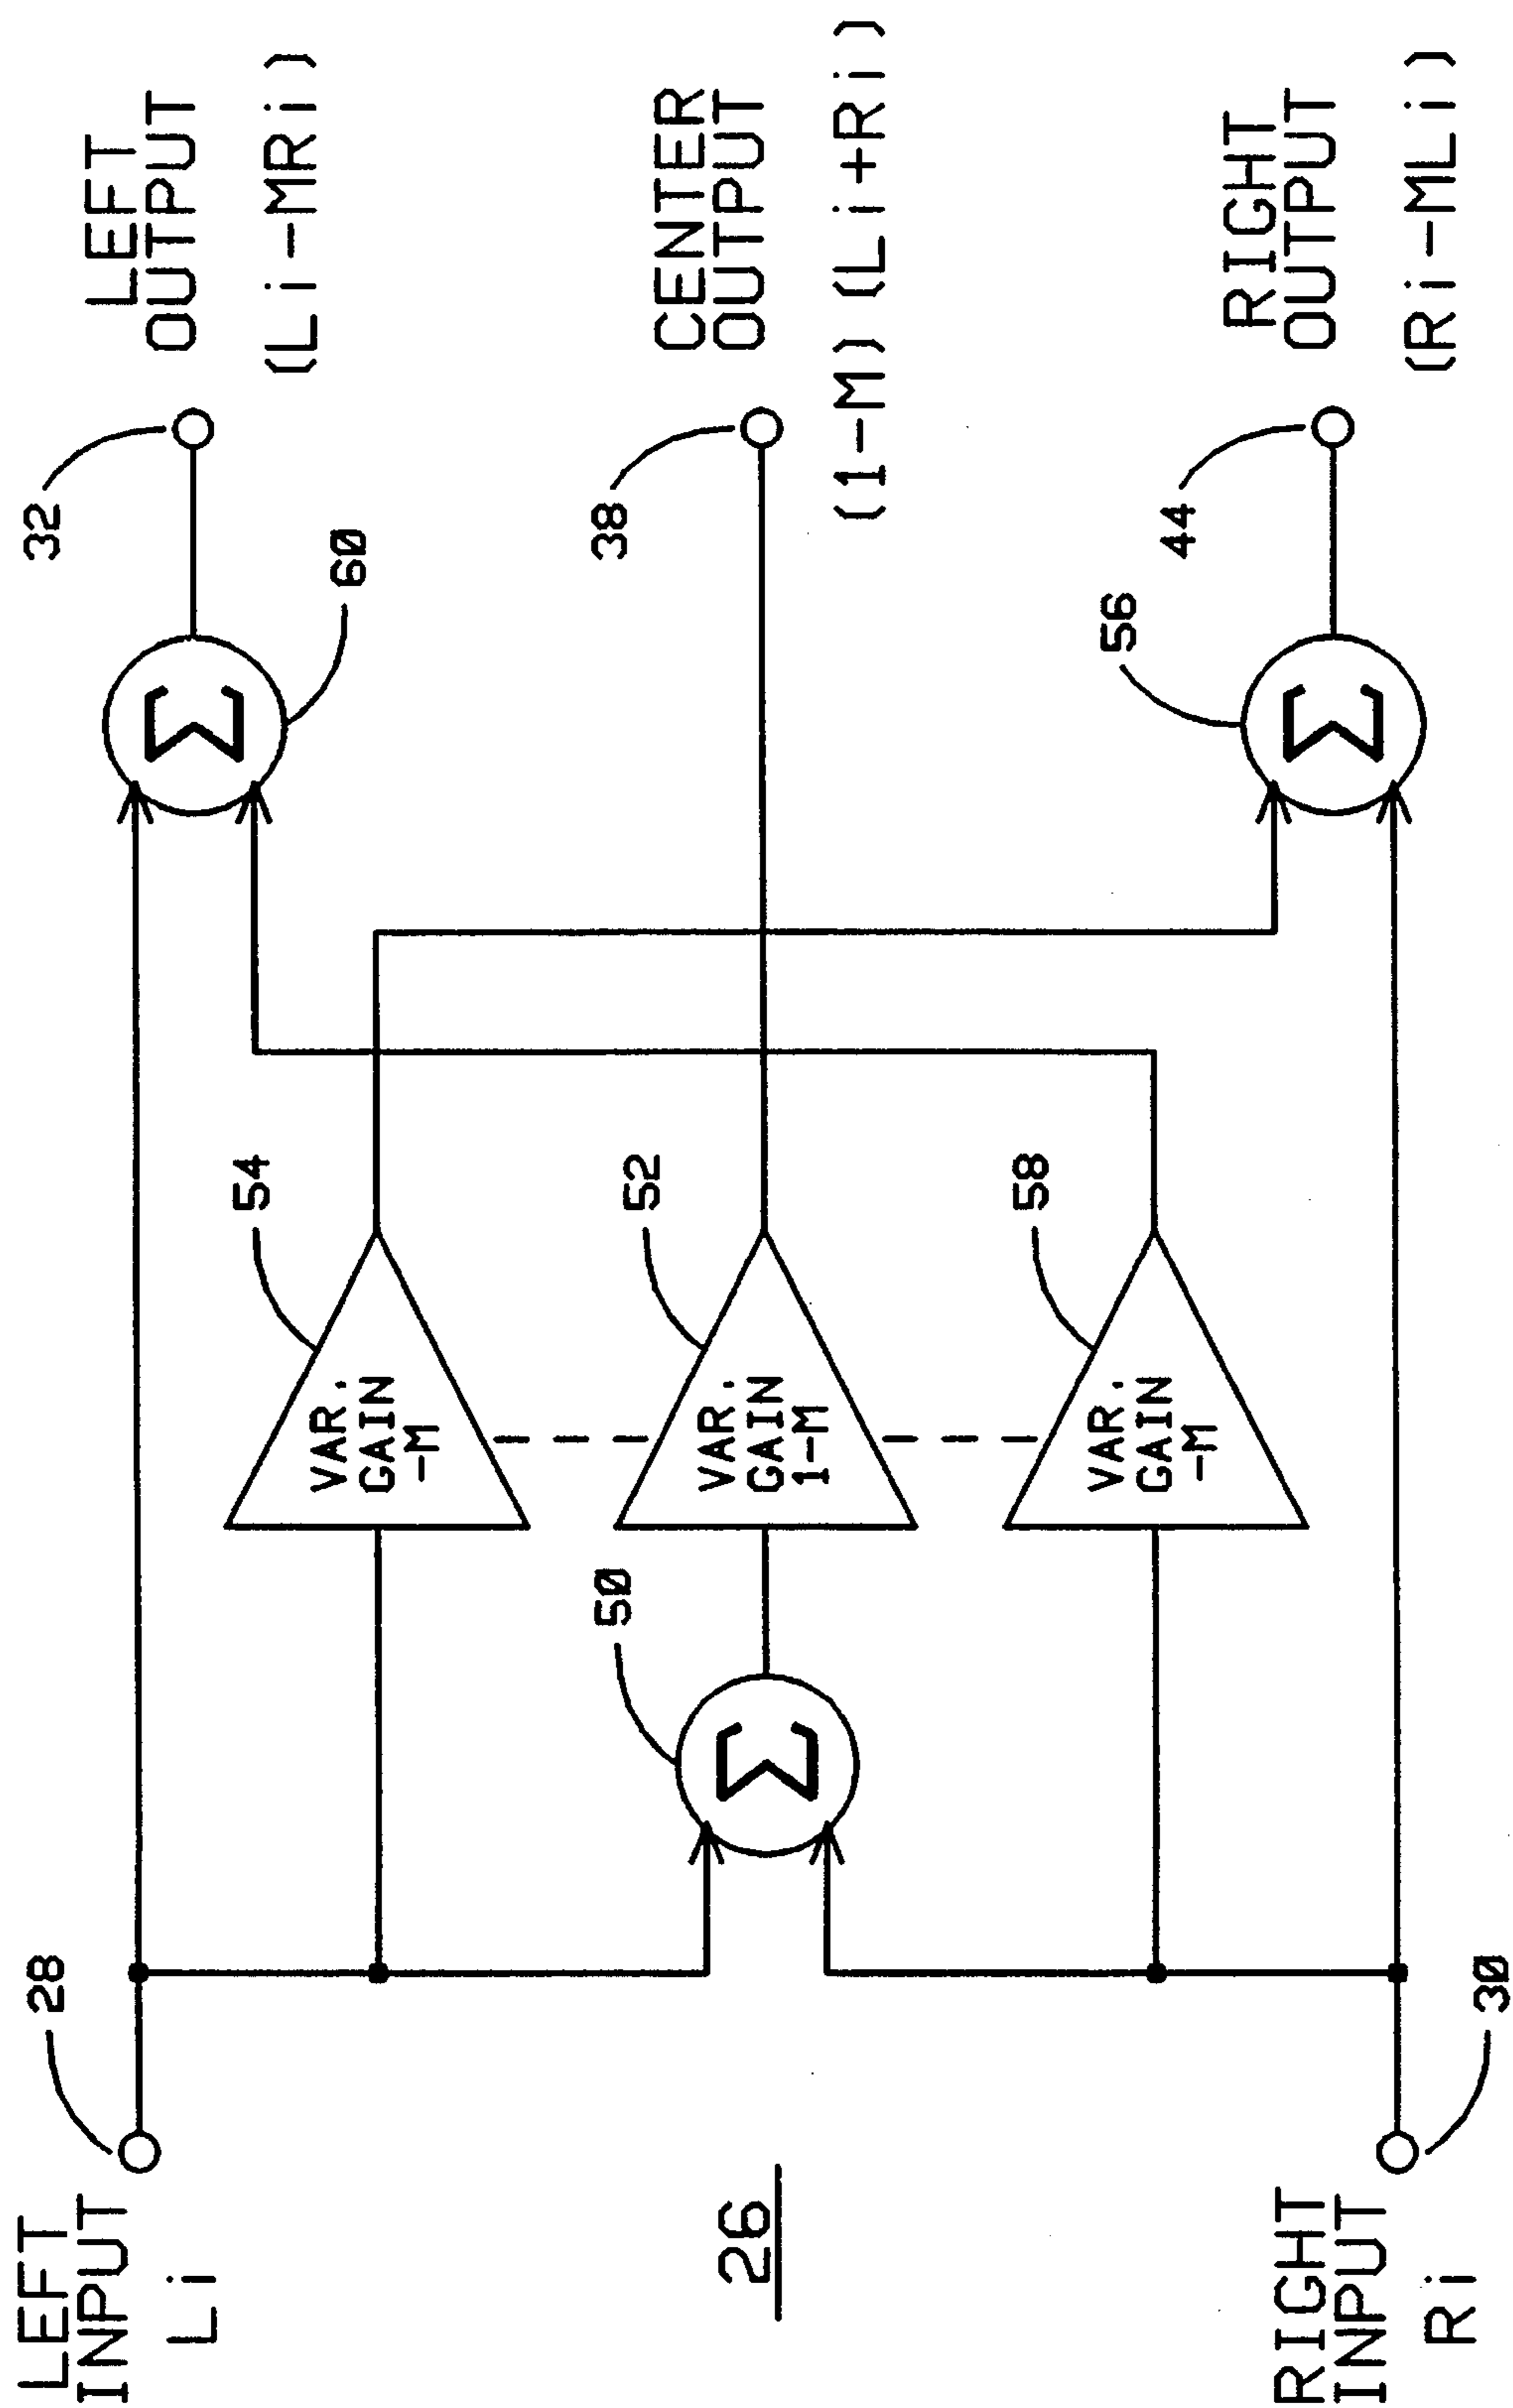 LEFT
INPUT
Li
28
54
VAR.
GAIN
-M
32
60
LEFT
OUTPUT
(Li-MRi)
26
50
52
VAR.
GAIN
1-M
38
CENTER
OUTPUT
(1-M)(Li+Ri)
RIGHT
INPUT
Ri
30
58
VAR.
GAIN
-M
56
44
RIGHT
OUTPUT
(Ri-MLi)
Σ
Σ
Σ